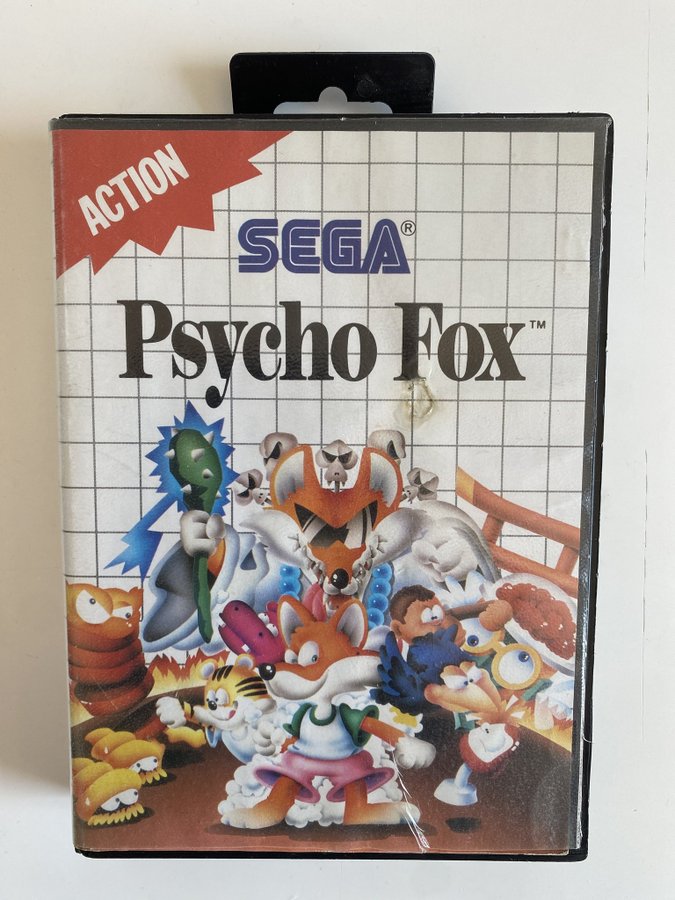 ACTION
SEGA®
Psycho Fox™